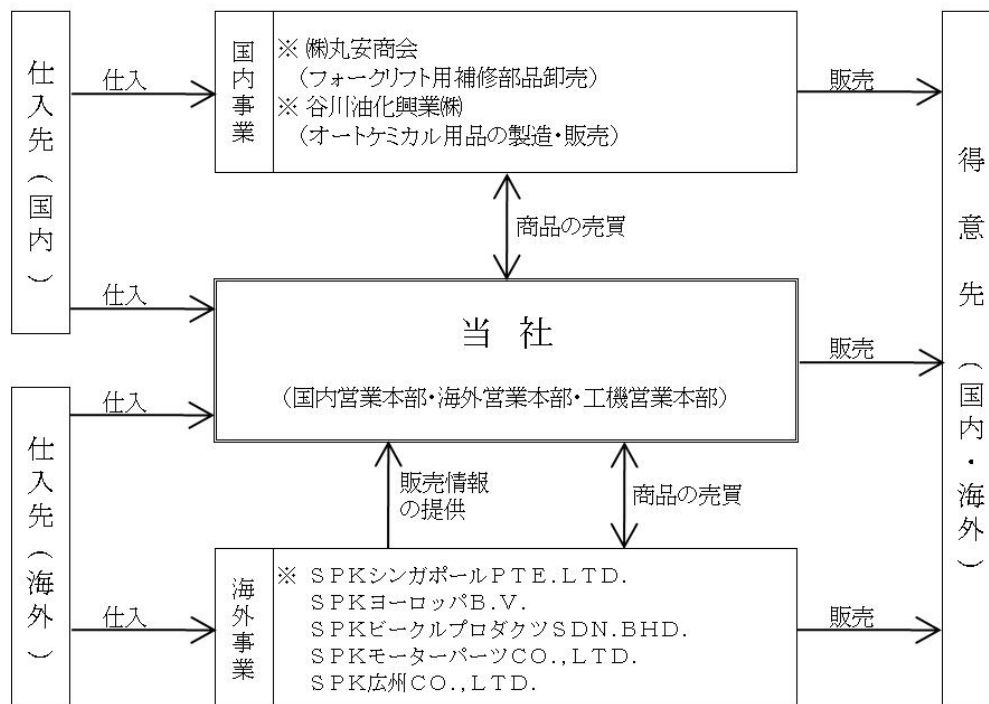 仕入先（国内）
仕入
仕入
国内事業
※ ㈱丸安商会
（フォークリフト用補修部品卸売）
※ 谷川油化興業㈱
（オートケミカル用品の製造・販売）
販売
商品の売買
当 社
（国内営業本部・海外営業本部・工機営業本部）
販売
得意先（国内・海外）
仕入先（海外）
仕入
仕入
販売情報
の提供
商品の売買
海外事業
※ ＳＰＫシンガポールＰＴＥ.ＬＴＤ.
ＳＰＫヨーロッパＢ.Ｖ.
ＳＰＫビークルプロダクツＳＤＮ.ＢＨＤ.
ＳＰＫモーターパーツＣＯ.,ＬＴＤ.
ＳＰＫ広州ＣＯ.,ＬＴＤ.
販売